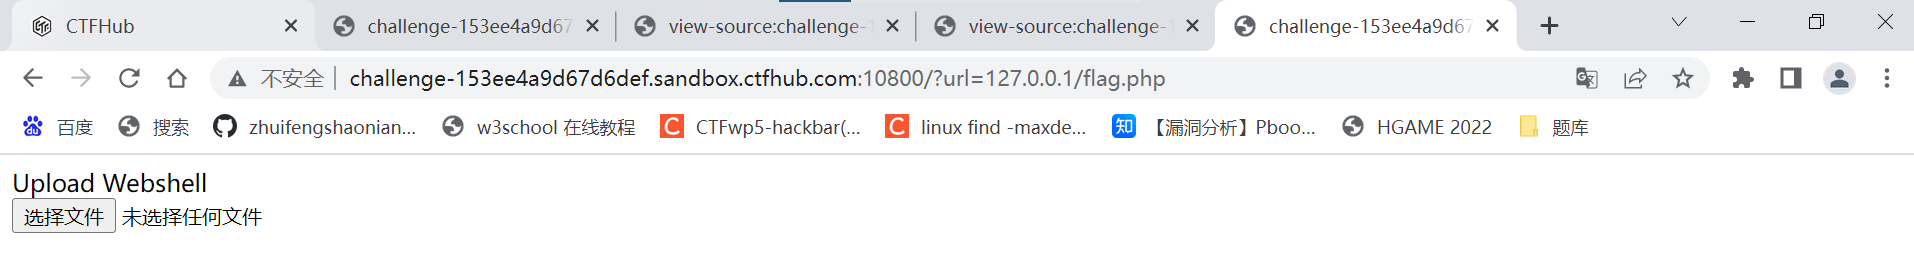 CTFHub
challenge-153ee4a9d67
view-source:challenge-
view-source:challenge-
challenge-153ee4a9d67
不安全 challenge-153ee4a9d67d6def.sandbox.ctfhub.com:10800/?url=127.0.0.1/flag.php
百度 搜索 zhuifengshaonian... w3school 在线教程 CTFwp5-hackbar(... linux find -maxde... 【漏洞分析】Pboo... HGAME 2022 题库
Upload Webshell
选择文件 未选择任何文件